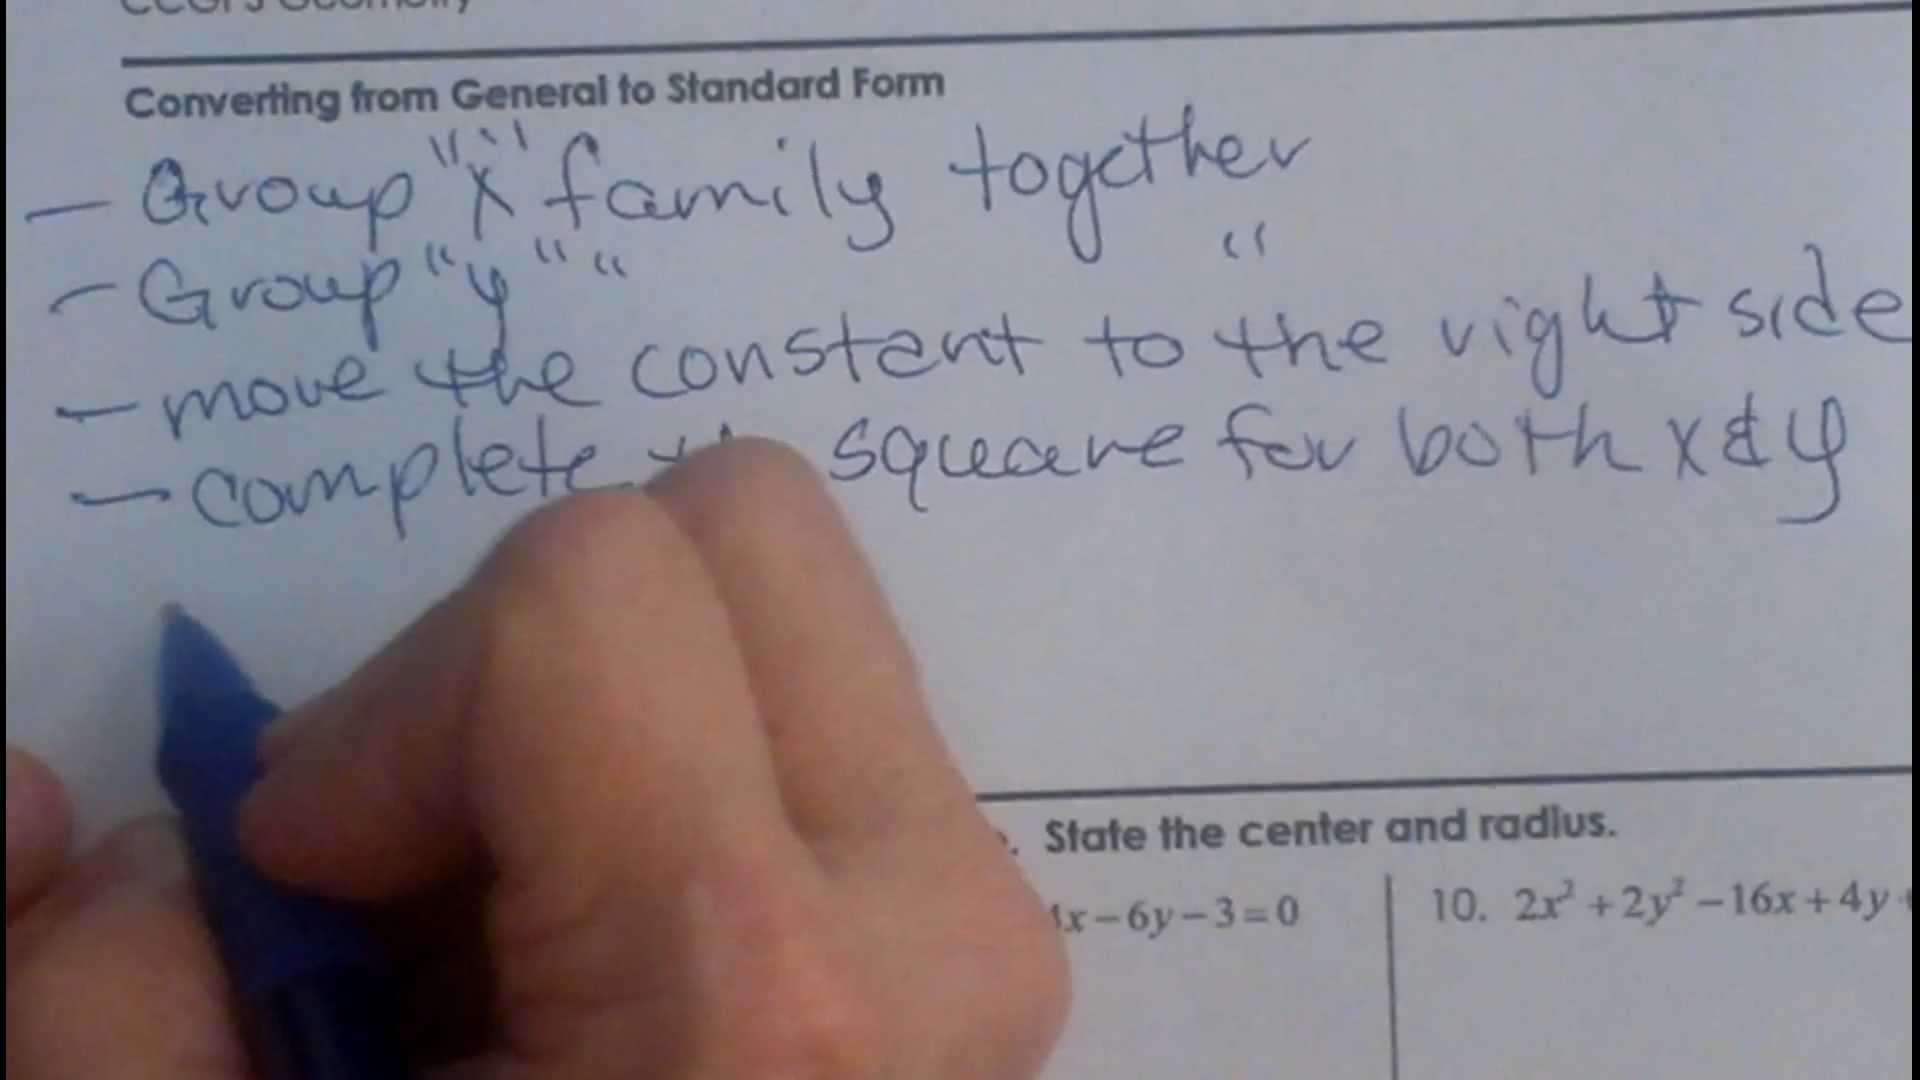 Converting from General to Standard Form
- Group "x" family together
- Group "y" " " "
- move the constant to the right side
- complete square for both x & y
State the center and radius.
x-6y-3=0
10. 2x²+2y²-16x+4y